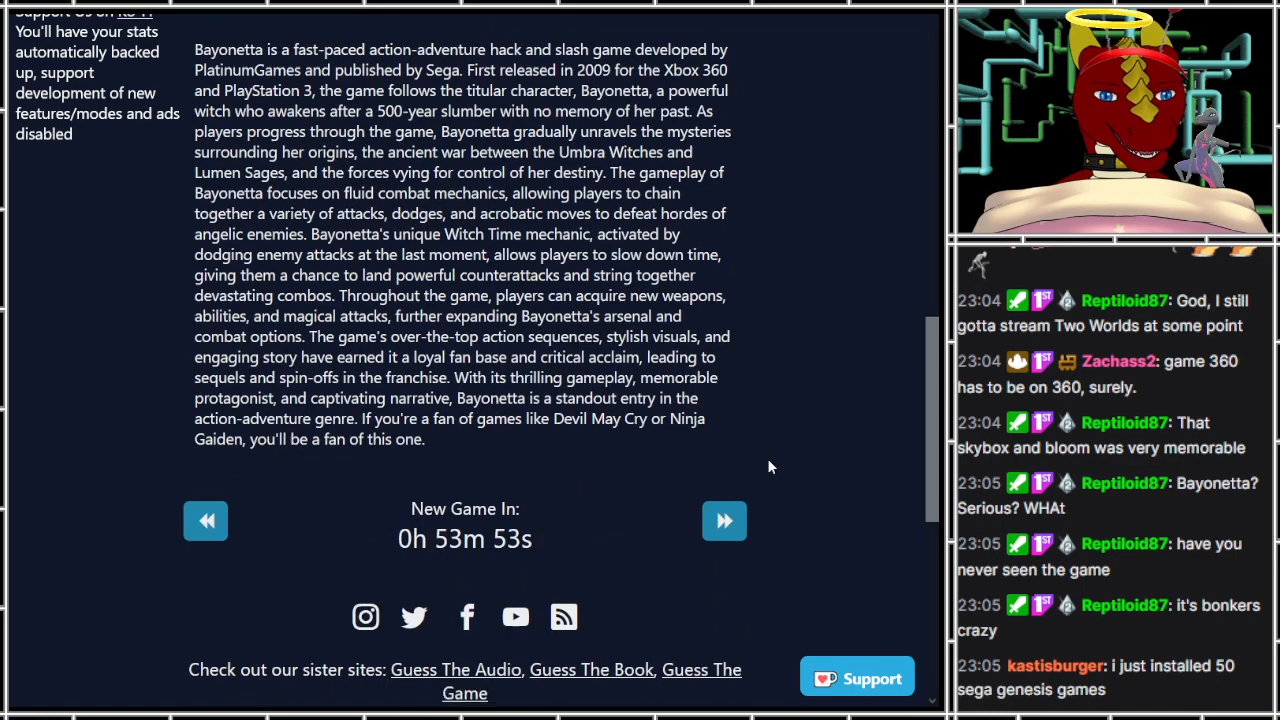 Support Us on Ko-Fi
You'll have your stats
automatically backed
up, support
development of new
features/modes and ads
disabled
Bayonetta is a fast-paced action-adventure hack and slash game developed by
PlatinumGames and published by Sega. First released in 2009 for the Xbox 360
and PlayStation 3, the game follows the titular character, Bayonetta, a powerful
witch who awakens after a 500-year slumber with no memory of her past. As
players progress through the game, Bayonetta gradually unravels the mysteries
surrounding her origins, the ancient war between the Umbra Witches and
Lumen Sages, and the forces vying for control of her destiny. The gameplay of
Bayonetta focuses on fluid combat mechanics, allowing players to chain
together a variety of attacks, dodges, and acrobatic moves to defeat hordes of
angelic enemies. Bayonetta's unique Witch Time mechanic, activated by
dodging enemy attacks at the last moment, allows players to slow down time,
giving them a chance to land powerful counterattacks and string together
devastating combos. Throughout the game, players can acquire new weapons,
abilities, and magical attacks, further expanding Bayonetta's arsenal and
combat options. The game's over-the-top action sequences, stylish visuals, and
engaging story have earned it a loyal fan base and critical acclaim, leading to
sequels and spin-offs in the franchise. With its thrilling gameplay, memorable
protagonist, and captivating narrative, Bayonetta is a standout entry in the
action-adventure genre. If you're a fan of games like Devil May Cry or Ninja
Gaiden, you'll be a fan of this one.
New Game In:
0h 53m 53s
Check out our sister sites: Guess The Audio, Guess The Book, Guess The
Game
Support
23:04 1ST 2 Reptiloid87: God, I still
gotta stream Two Worlds at some point
23:04 1ST Zachass2: game 360
has to be on 360, surely.
23:04 1ST 2 Reptiloid87: That
skybox and bloom was very memorable
23:05 1ST 2 Reptiloid87: Bayonetta?
Serious? WHAt
23:05 1ST 2 Reptiloid87: have you
never seen the game
23:05 1ST 2 Reptiloid87: it's bonkers
crazy
23:05 kastisburger: i just installed 50
sega genesis games